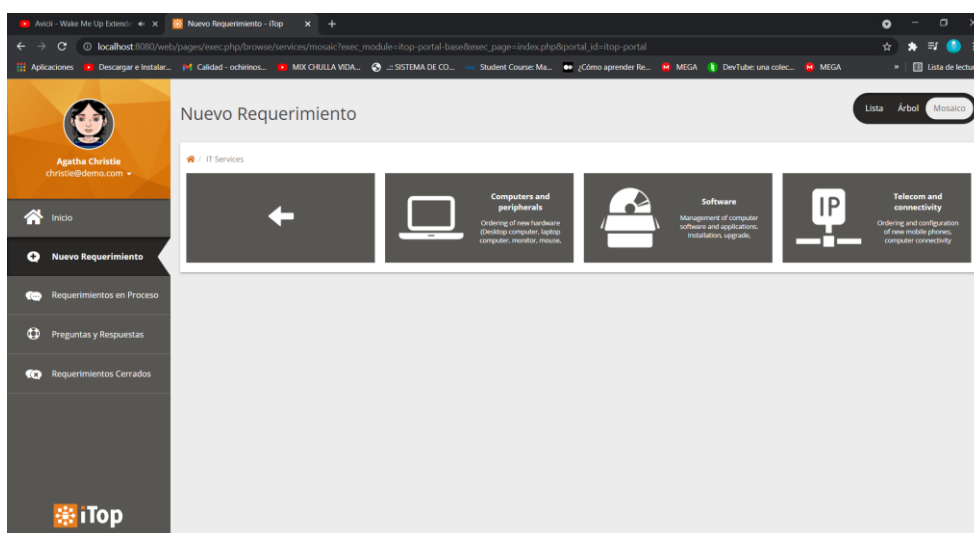 Avicii - Wake Me Up Extende
Nuevo Requerimiento - iTop
localhost:8080/web/pages/exec.php/browse/services/mosaic?exec_module=itop-portal-base&exec_page=index.php&portal_id=itop-portal
Aplicaciones Descargar e Instalar... Calidad - ochirinos... MIX CHULLA VIDA... ..:: SISTEMA DE CO... Student Course: Ma... ¿Cómo aprender Re... MEGA DevTube: una colec... MEGA » Lista de lectur
Agatha Christie
christie@demo.com
Inicio
Nuevo Requerimiento
Requerimientos en Proceso
Preguntas y Respuestas
Requerimientos Cerrados
iTop
Nuevo Requerimiento
Lista Árbol Mosaico
/ IT Services
Computers and
peripherals
Ordering of new hardware
(Desktop computer, laptop
computer, monitor, mouse,
Software
Management of computer
software and applications.
Installation, upgrade,
IP
Telecom and
connectivity
Ordering and configuration
of new mobile phones,
computer connectivity